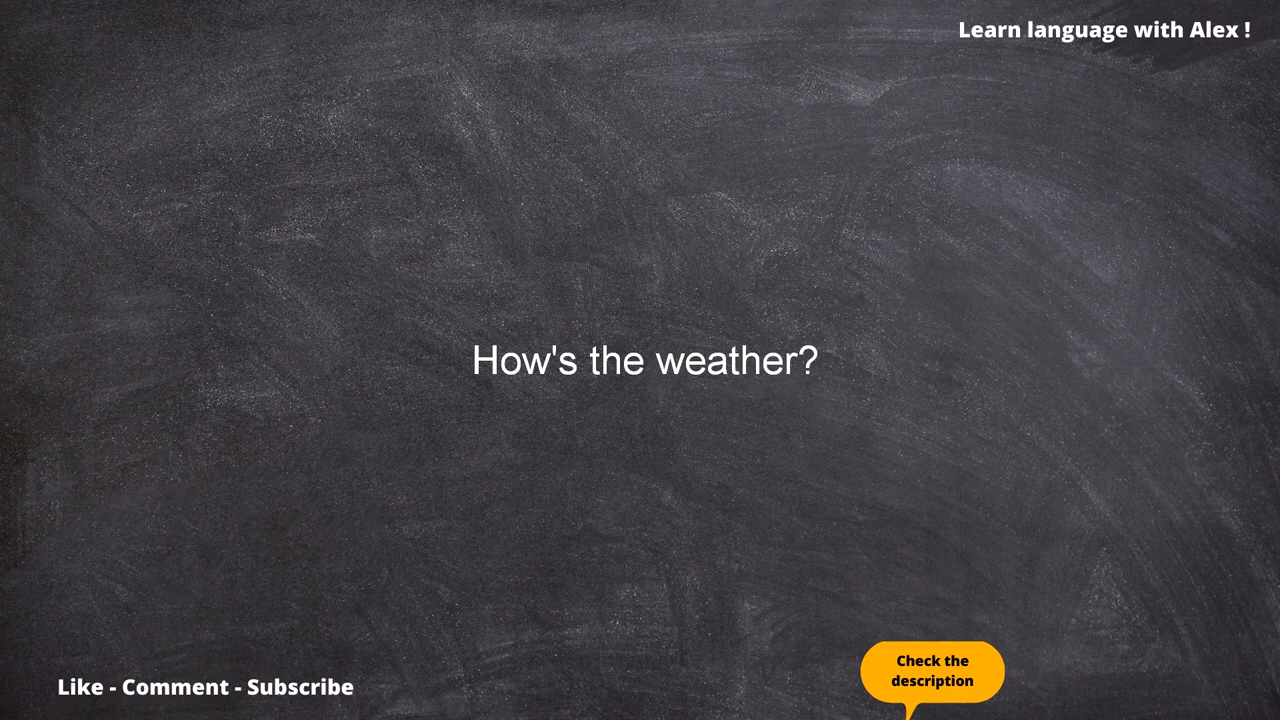 Learn language with Alex !
How's the weather?
Check the
description
Like - Comment - Subscribe